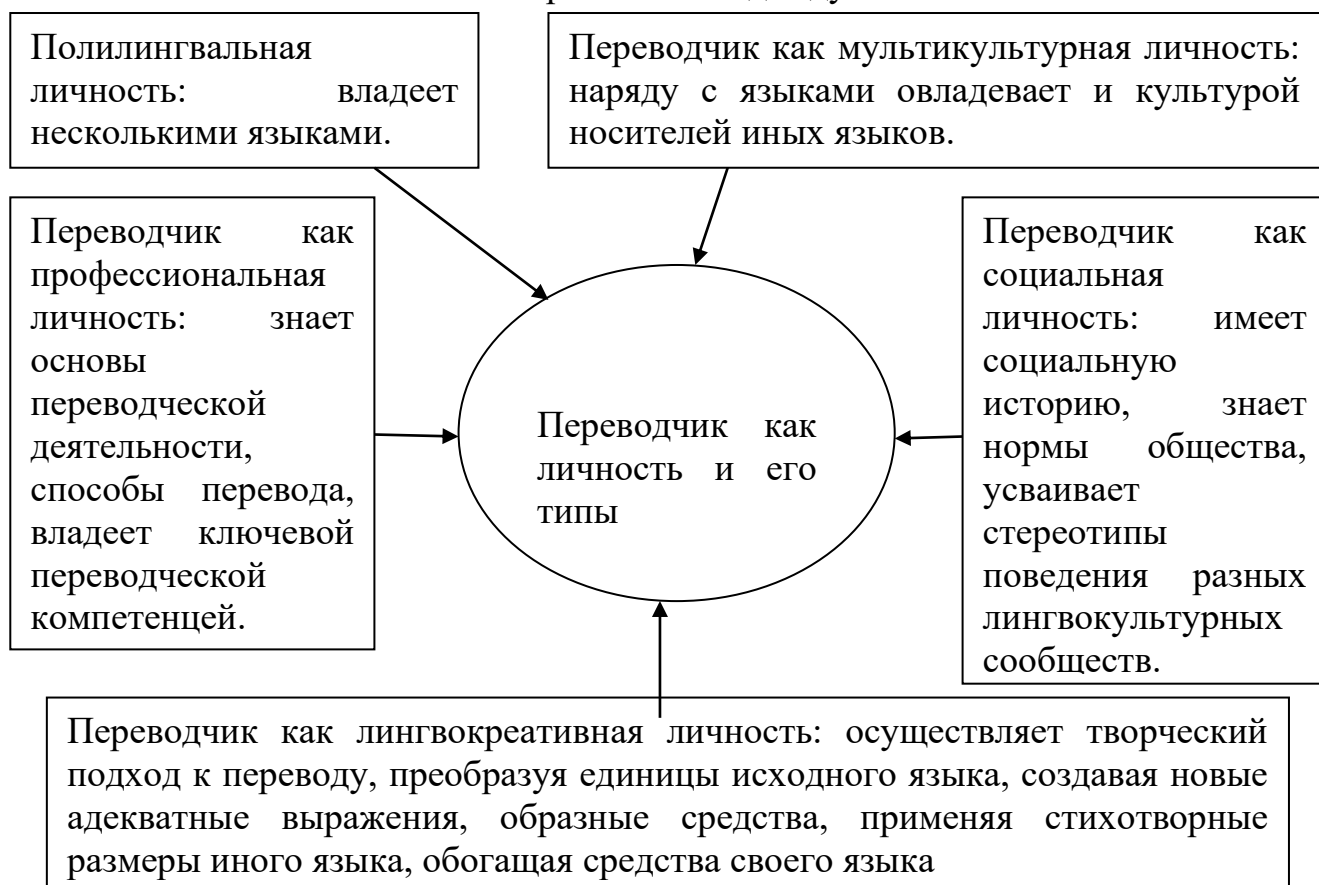 Полилингвальная
личность: владеет
несколькими языками.
Переводчик как мультикультурная личность:
наряду с языками овладевает и культурой
носителей иных языков.
Переводчик как
профессиональная
личность: знает
основы
переводческой
деятельности,
способы перевода,
владеет ключевой
переводческой
компетенцей.
Переводчик как
личность и его
типы
Переводчик как
социальная
личность: имеет
социальную
историю, знает
нормы общества,
усваивает
стереотипы
поведения разных
лингвокультурных
сообществ.
Переводчик как лингвокреативная личность: осуществляет творческий
подход к переводу, преобразуя единицы исходного языка, создавая новые
адекватные выражения, образные средства, применяя стихотворные
размеры иного языка, обогащая средства своего языка